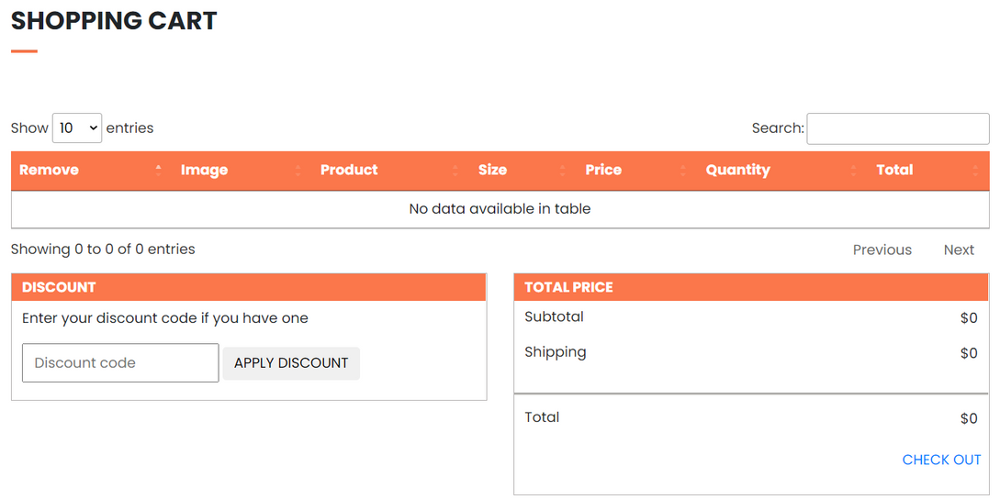 SHOPPING CART
Show 10 entries Search:
Remove Image Product Size Price Quantity Total
No data available in table
Showing 0 to 0 of 0 entries Previous Next
DISCOUNT
Enter your discount code if you have one
Discount code APPLY DISCOUNT
TOTAL PRICE
Subtotal $0
Shipping $0
Total $0
CHECK OUT